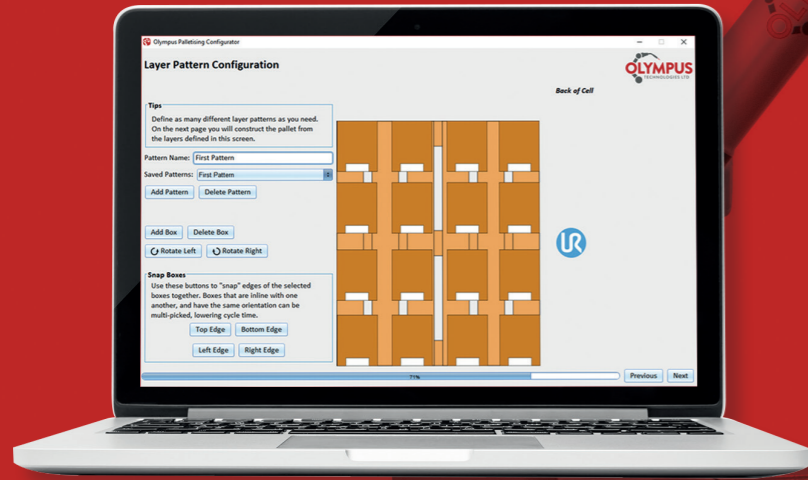 Olympus Palletising Configurator
Layer Pattern Configuration
OLYMPUS
TECHNOLOGIES LTD
Back of Cell
Tips
Define as many different layer patterns as you need.
On the next page you will construct the pallet from
the layers defined in this screen.
Pattern Name: First Pattern
Saved Patterns: First Pattern
Add Pattern Delete Pattern
Add Box Delete Box
Rotate Left Rotate Right
UR
Snap Boxes
Use these buttons to "snap" edges of the selected
boxes together. Boxes that are inline with one
another, and have the same orientation can be
multi-picked, lowering cycle time.
Top Edge Bottom Edge
Left Edge Right Edge
71%
Previous Next